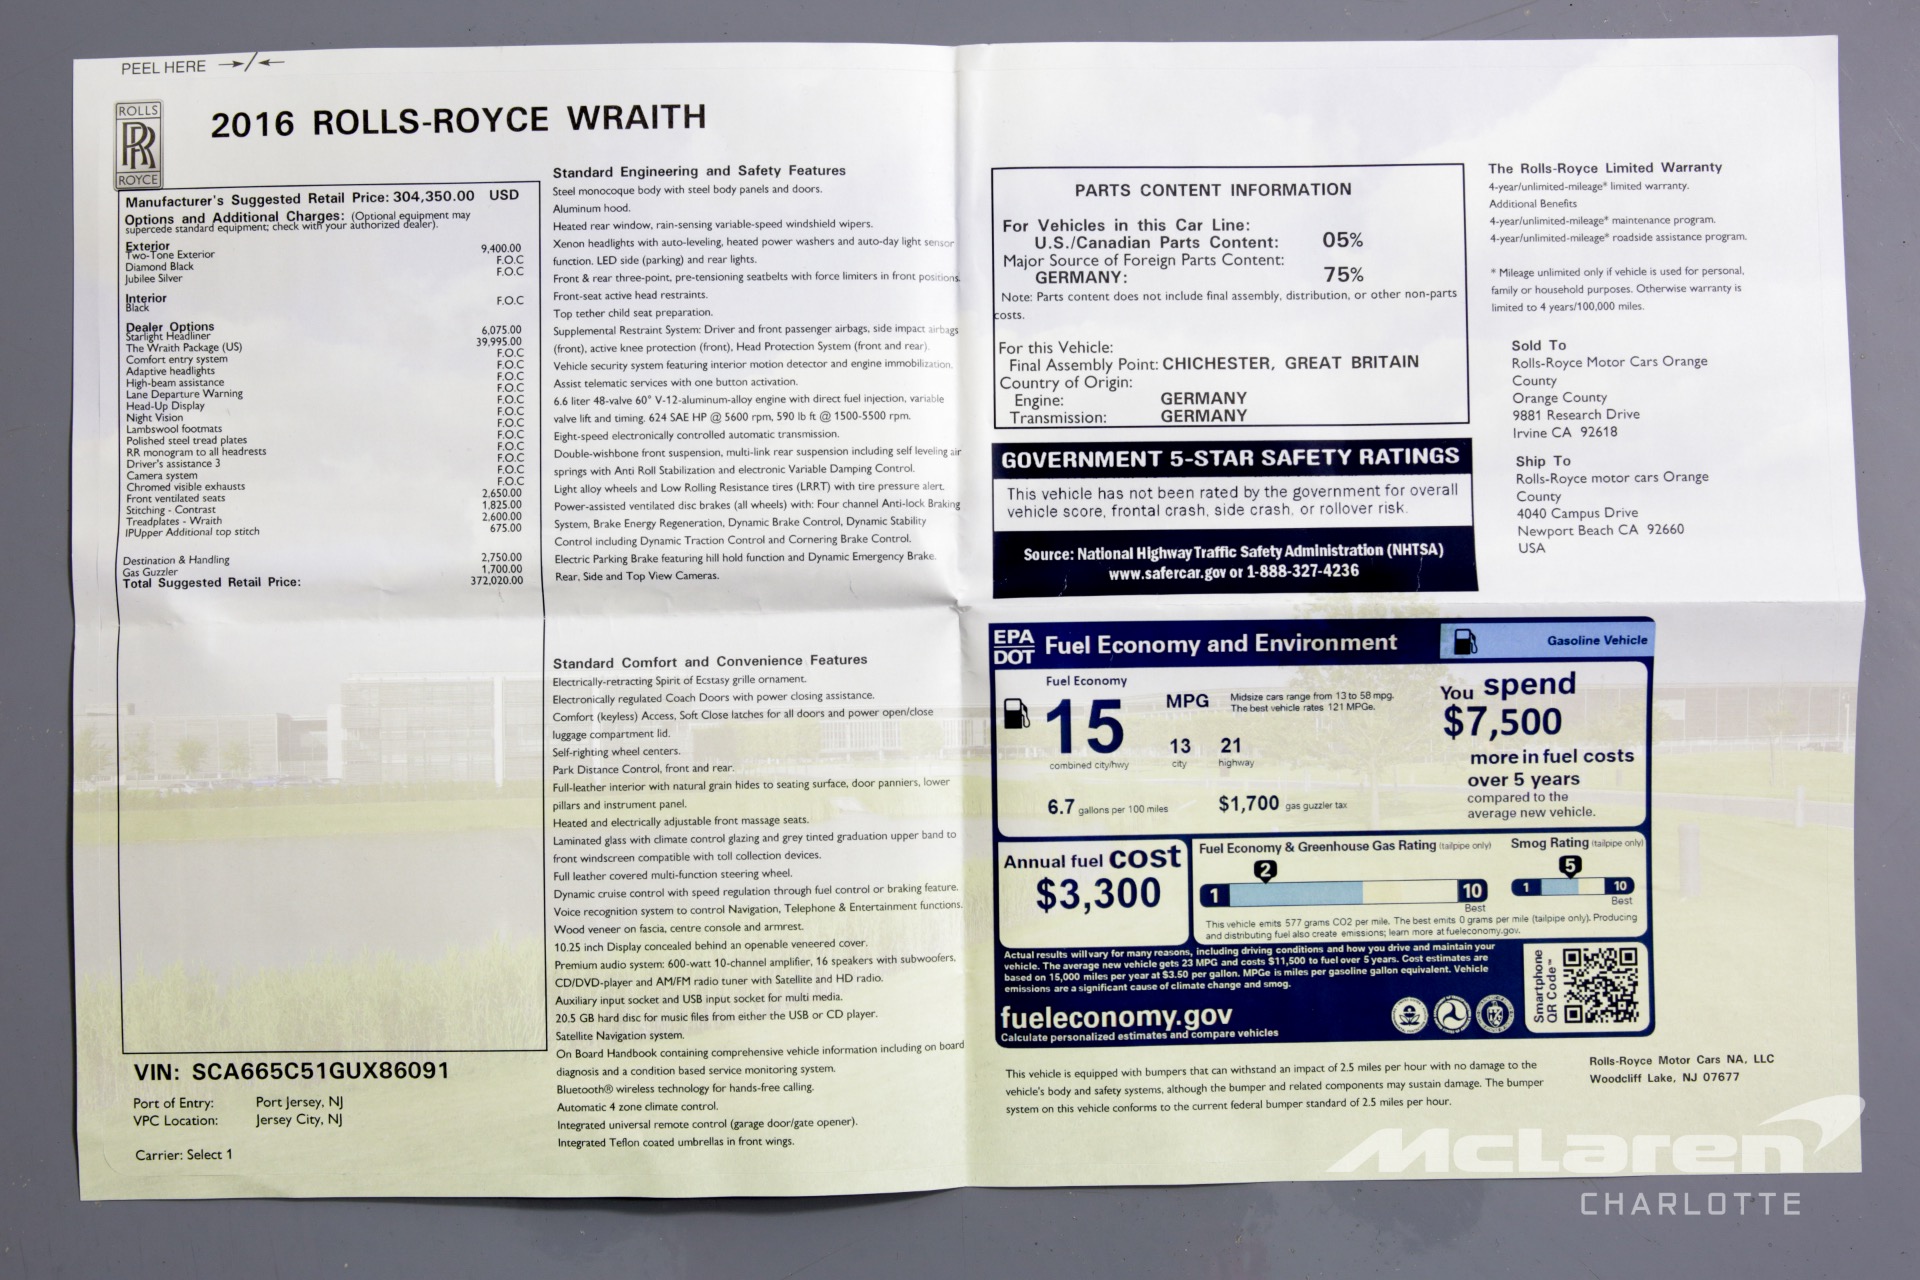 PEEL HERE →/←
ROLLS
RR
ROYCE
2016 ROLLS-ROYCE WRAITH
Manufacturer's Suggested Retail Price: 304,350.00 USD
Options and Additional Charges: (Optional equipment may
supercede standard equipment; check with your authorized dealer).
Exterior
Two-Tone Exterior 9,400.00
Diamond Black F.O.C
Jubilee Silver F.O.C
Interior
Black F.O.C
Dealer Options
Starlight Headliner 6,075.00
The Wraith Package (US) 39,995.00
Comfort entry system F.O.C
Adaptive headlights F.O.C
High-beam assistance F.O.C
Lane Departure Warning F.O.C
Head-Up Display F.O.C
Night Vision F.O.C
Lambswool footmats F.O.C
Polished steel tread plates F.O.C
RR monogram to all headrests F.O.C
Driver's assistance 3 F.O.C
Camera system F.O.C
Chromed visible exhausts F.O.C
Front ventilated seats 2,650.00
Stitching - Contrast 1,825.00
Treadplates - Wraith 2,600.00
IPUpper Additional top stitch 675.00
Destination & Handling 2,750.00
Gas Guzzler 1,700.00
Total Suggested Retail Price: 372,020.00
VIN: SCA665C51GUX86091
Port of Entry: Port Jersey, NJ
VPC Location: Jersey City, NJ
Carrier: Select 1
Standard Engineering and Safety Features
Steel monocoque body with steel body panels and doors.
Aluminum hood.
Heated rear window, rain-sensing variable-speed windshield wipers.
Xenon headlights with auto-leveling, heated power washers and auto-day light sensor
function. LED side (parking) and rear lights.
Front & rear three-point, pre-tensioning seatbelts with force limiters in front positions.
Front-seat active head restraints.
Top tether child seat preparation.
Supplemental Restraint System: Driver and front passenger airbags, side impact airbags
(front), active knee protection (front), Head Protection System (front and rear).
Vehicle security system featuring interior motion detector and engine immobilization.
Assist telematic services with one button activation.
6.6 liter 48-valve 60° V-12-aluminum-alloy engine with direct fuel injection, variable
valve lift and timing. 624 SAE HP @ 5600 rpm, 590 lb ft @ 1500-5500 rpm.
Eight-speed electronically controlled automatic transmission.
Double-wishbone front suspension, multi-link rear suspension including self leveling air
springs with Anti Roll Stabilization and electronic Variable Damping Control.
Light alloy wheels and Low Rolling Resistance tires (LRRT) with tire pressure alert.
Power-assisted ventilated disc brakes (all wheels) with: Four channel Anti-lock Braking
System, Brake Energy Regeneration, Dynamic Brake Control, Dynamic Stability
Control including Dynamic Traction Control and Cornering Brake Control.
Electric Parking Brake featuring hill hold function and Dynamic Emergency Brake.
Rear, Side and Top View Cameras.
Standard Comfort and Convenience Features
Electrically-retracting Spirit of Ecstasy grille ornament.
Electronically regulated Coach Doors with power closing assistance.
Comfort (keyless) Access, Soft Close latches for all doors and power open/close
luggage compartment lid.
Self-righting wheel centers.
Park Distance Control, front and rear.
Full-leather interior with natural grain hides to seating surface, door panniers, lower
pillars and instrument panel.
Heated and electrically adjustable front massage seats.
Laminated glass with climate control glazing and grey tinted graduation upper band to
front windscreen compatible with toll collection devices.
Full leather covered multi-function steering wheel.
Dynamic cruise control with speed regulation through fuel control or braking feature.
Voice recognition system to control Navigation, Telephone & Entertainment functions.
Wood veneer on fascia, centre console and armrest.
10.25 inch Display concealed behind an openable veneered cover.
Premium audio system: 600-watt 10-channel amplifier, 16 speakers with subwoofers.
CD/DVD-player and AM/FM radio tuner with Satellite and HD radio.
Auxiliary input socket and USB input socket for multi media.
20.5 GB hard disc for music files from either the USB or CD player.
Satellite Navigation system.
On Board Handbook containing comprehensive vehicle information including on board
diagnosis and a condition based service monitoring system.
Bluetooth® wireless technology for hands-free calling.
Automatic 4 zone climate control.
Integrated universal remote control (garage door/gate opener).
Integrated Teflon coated umbrellas in front wings.
PARTS CONTENT INFORMATION
For Vehicles in this Car Line:
U.S./Canadian Parts Content: 05%
Major Source of Foreign Parts Content:
GERMANY: 75%
Note: Parts content does not include final assembly, distribution, or other non-parts
costs.
For this Vehicle:
Final Assembly Point: CHICHESTER, GREAT BRITAIN
Country of Origin:
Engine: GERMANY
Transmission: GERMANY
GOVERNMENT 5-STAR SAFETY RATINGS
This vehicle has not been rated by the government for overall
vehicle score, frontal crash, side crash, or rollover risk.
Source: National Highway Traffic Safety Administration (NHTSA)
www.safercar.gov or 1-888-327-4236
The Rolls-Royce Limited Warranty
4-year/unlimited-mileage* limited warranty.
Additional Benefits
4-year/unlimited-mileage* maintenance program.
4-year/unlimited-mileage* roadside assistance program.
* Mileage unlimited only if vehicle is used for personal,
family or household purposes. Otherwise warranty is
limited to 4 years/100,000 miles.
Sold To
Rolls-Royce Motor Cars Orange
County
Orange County
9881 Research Drive
Irvine CA 92618
Ship To
Rolls-Royce motor cars Orange
County
4040 Campus Drive
Newport Beach CA 92660
USA
EPA
DOT
Fuel Economy and Environment
Gasoline Vehicle
Fuel Economy
15 MPG
Midsize cars range from 13 to 58 mpg.
The best vehicle rates 121 MPGe.
13 21
combined city/hwy city highway
6.7 gallons per 100 miles
$1,700 gas guzzler tax
You spend
$7,500
more in fuel costs
over 5 years
compared to the
average new vehicle.
Annual fuel cost
$3,300
Fuel Economy & Greenhouse Gas Rating (tailpipe only)
2
1 10
Best
Smog Rating (tailpipe only)
5
1 10
Best
This vehicle emits 577 grams CO2 per mile. The best emits 0 grams per mile (tailpipe only). Producing
and distributing fuel also create emissions; learn more at fueleconomy.gov.
Actual results will vary for many reasons, including driving conditions and how you drive and maintain your
vehicle. The average new vehicle gets 23 MPG and costs $11,500 to fuel over 5 years. Cost estimates are
based on 15,000 miles per year at $3.50 per gallon. MPGe is miles per gasoline gallon equivalent. Vehicle
emissions are a significant cause of climate change and smog.
fueleconomy.gov
Calculate personalized estimates and compare vehicles
Smartphone
QR Code™
This vehicle is equipped with bumpers that can withstand an impact of 2.5 miles per hour with no damage to the
vehicle's body and safety systems, although the bumper and related components may sustain damage. The bumper
system on this vehicle conforms to the current federal bumper standard of 2.5 miles per hour.
Rolls-Royce Motor Cars NA, LLC
Woodcliff Lake, NJ 07677
McLaren
CHARLOTTE